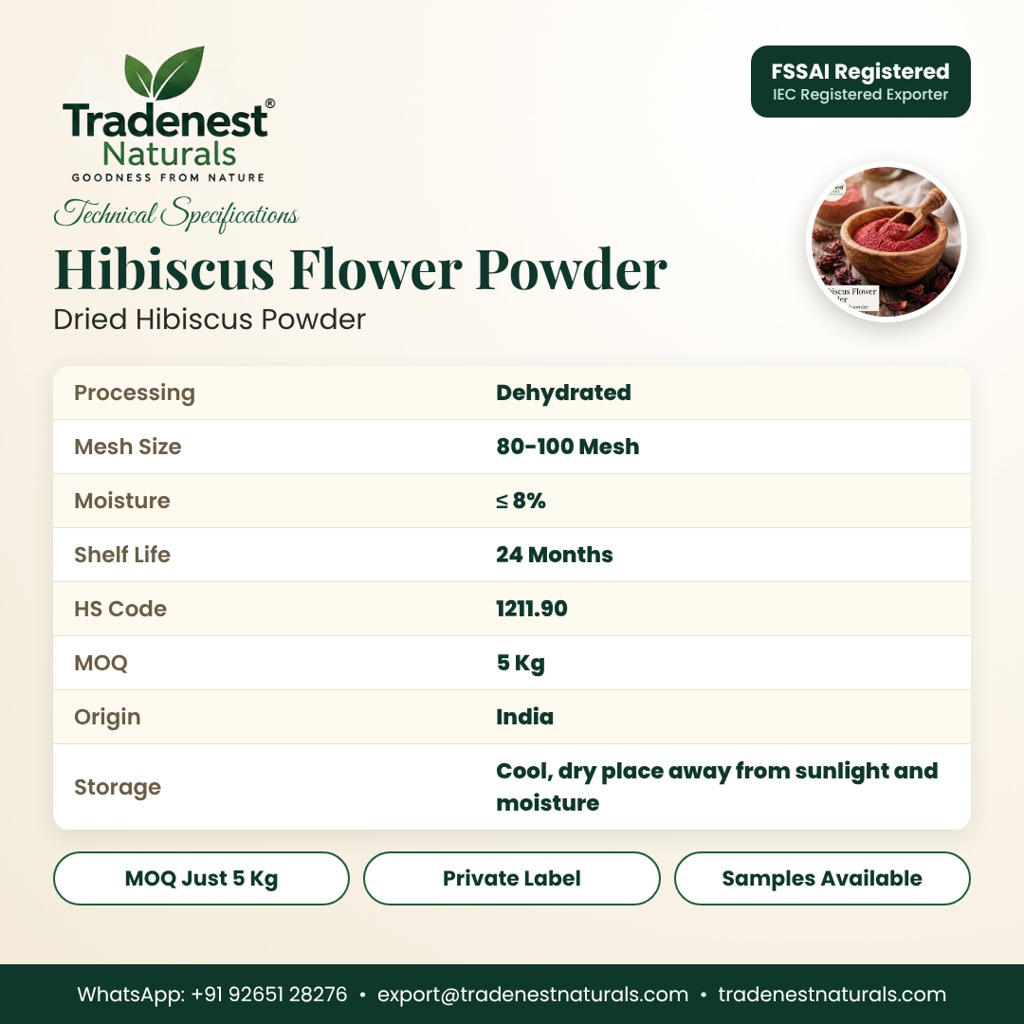 Tradenest®
Naturals
GOODNESS FROM NATURE
FSSAI Registered
IEC Registered Exporter
Technical Specifications
Hibiscus Flower Powder
Dried Hibiscus Powder
Processing Dehydrated
Mesh Size 80-100 Mesh
Moisture ≤ 8%
Shelf Life 24 Months
HS Code 1211.90
MOQ 5 Kg
Origin India
Storage Cool, dry place away from sunlight and
moisture
MOQ Just 5 Kg
Private Label
Samples Available
WhatsApp: +91 92651 28276 • export@tradenestnaturals.com • tradenestnaturals.com